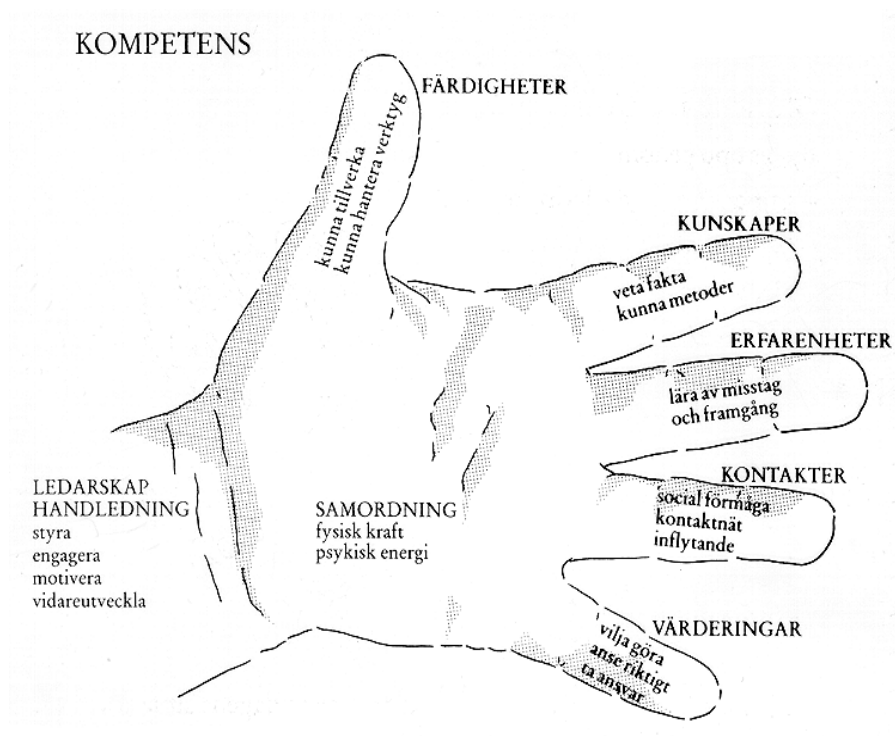 KOMPETENS
FÄRDIGHETER
kunna tillverka
kunna hantera verktyg
KUNSKAPER
veta fakta
kunna metoder
ERFARENHETER
lära av misstag
och framgång
KONTAKTER
social förmåga
kontaktnät
inflytande
VÄRDERINGAR
vilja göra
anse riktigt
ta ansvar
SAMORDNING
fysisk kraft
psykisk energi
LEDARSKAP
HANDLEDNING
styra
engagera
motivera
vidareutveckla